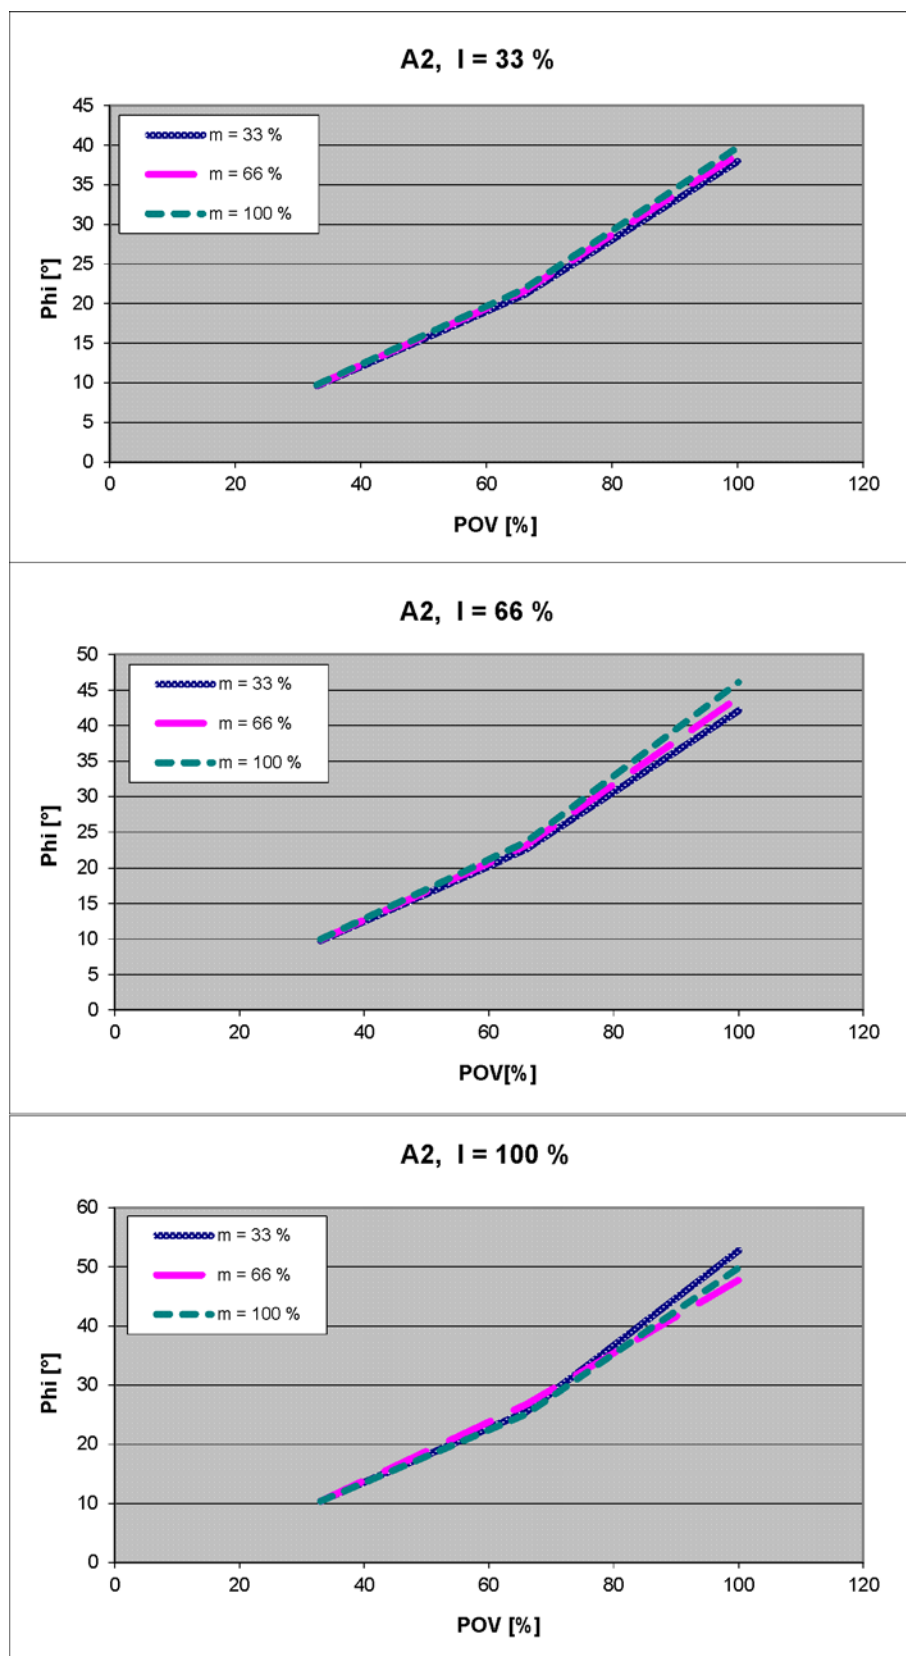 A2,  I = 33 %
45
40
35
30
25
20
15
10
5
0
m = 33 %
m = 66 %
m = 100 %
Phi [°]
0 20 40 60 80 100 120
POV [%]
A2,  I = 66 %
50
45
40
35
30
25
20
15
10
5
0
m = 33 %
m = 66 %
m = 100 %
Phi [°]
0 20 40 60 80 100 120
POV[%]
A2,  I = 100 %
60
50
40
30
20
10
0
m = 33 %
m = 66 %
m = 100 %
Phi [°]
0 20 40 60 80 100 120
POV [%]